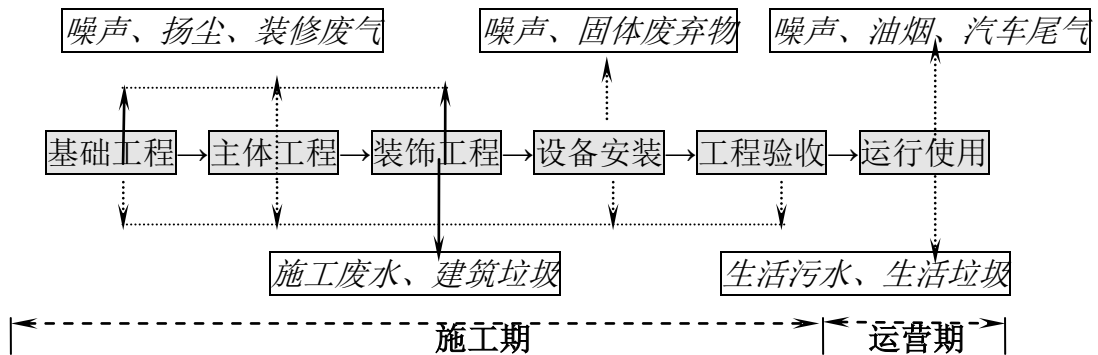 噪声、扬尘、装修废气 噪声、固体废弃物 噪声、油烟、汽车尾气
基础工程→主体工程→装饰工程→设备安装→工程验收→运行使用
施工废水、建筑垃圾 生活污水、生活垃圾
施工期 运营期